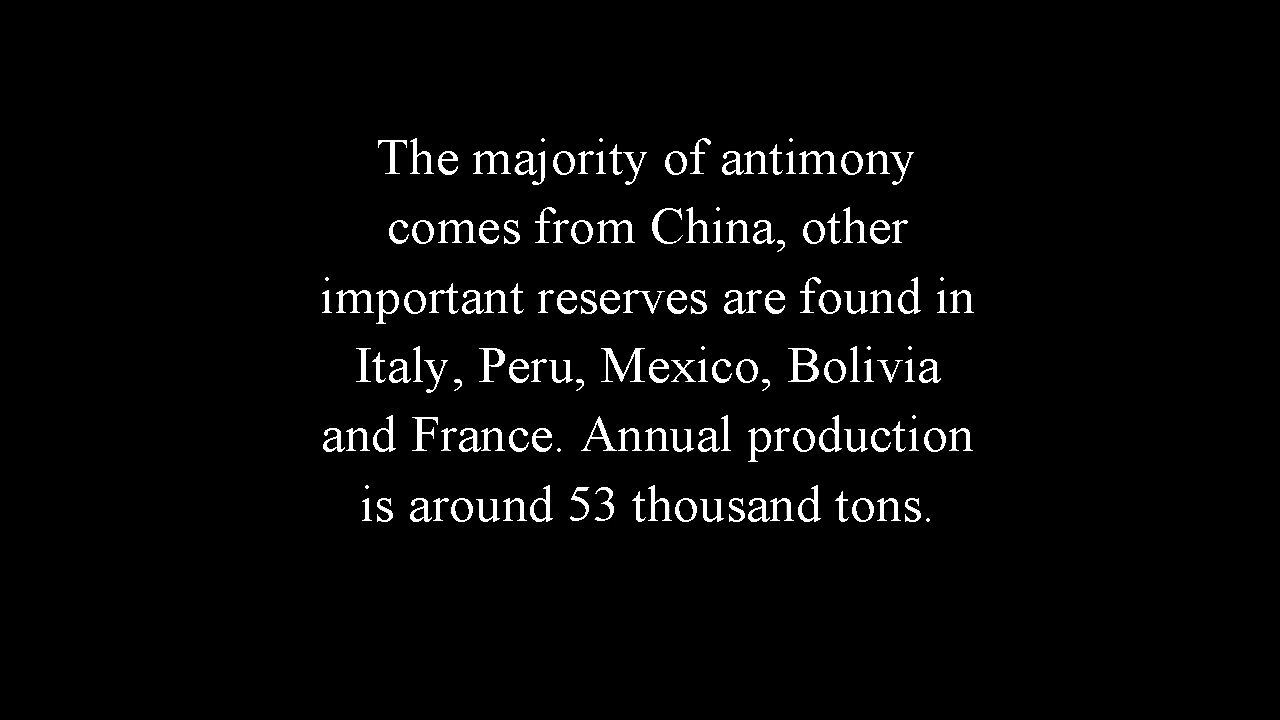 The majority of antimony
comes from China, other
important reserves are found in
Italy, Peru, Mexico, Bolivia
and France. Annual production
is around 53 thousand tons.